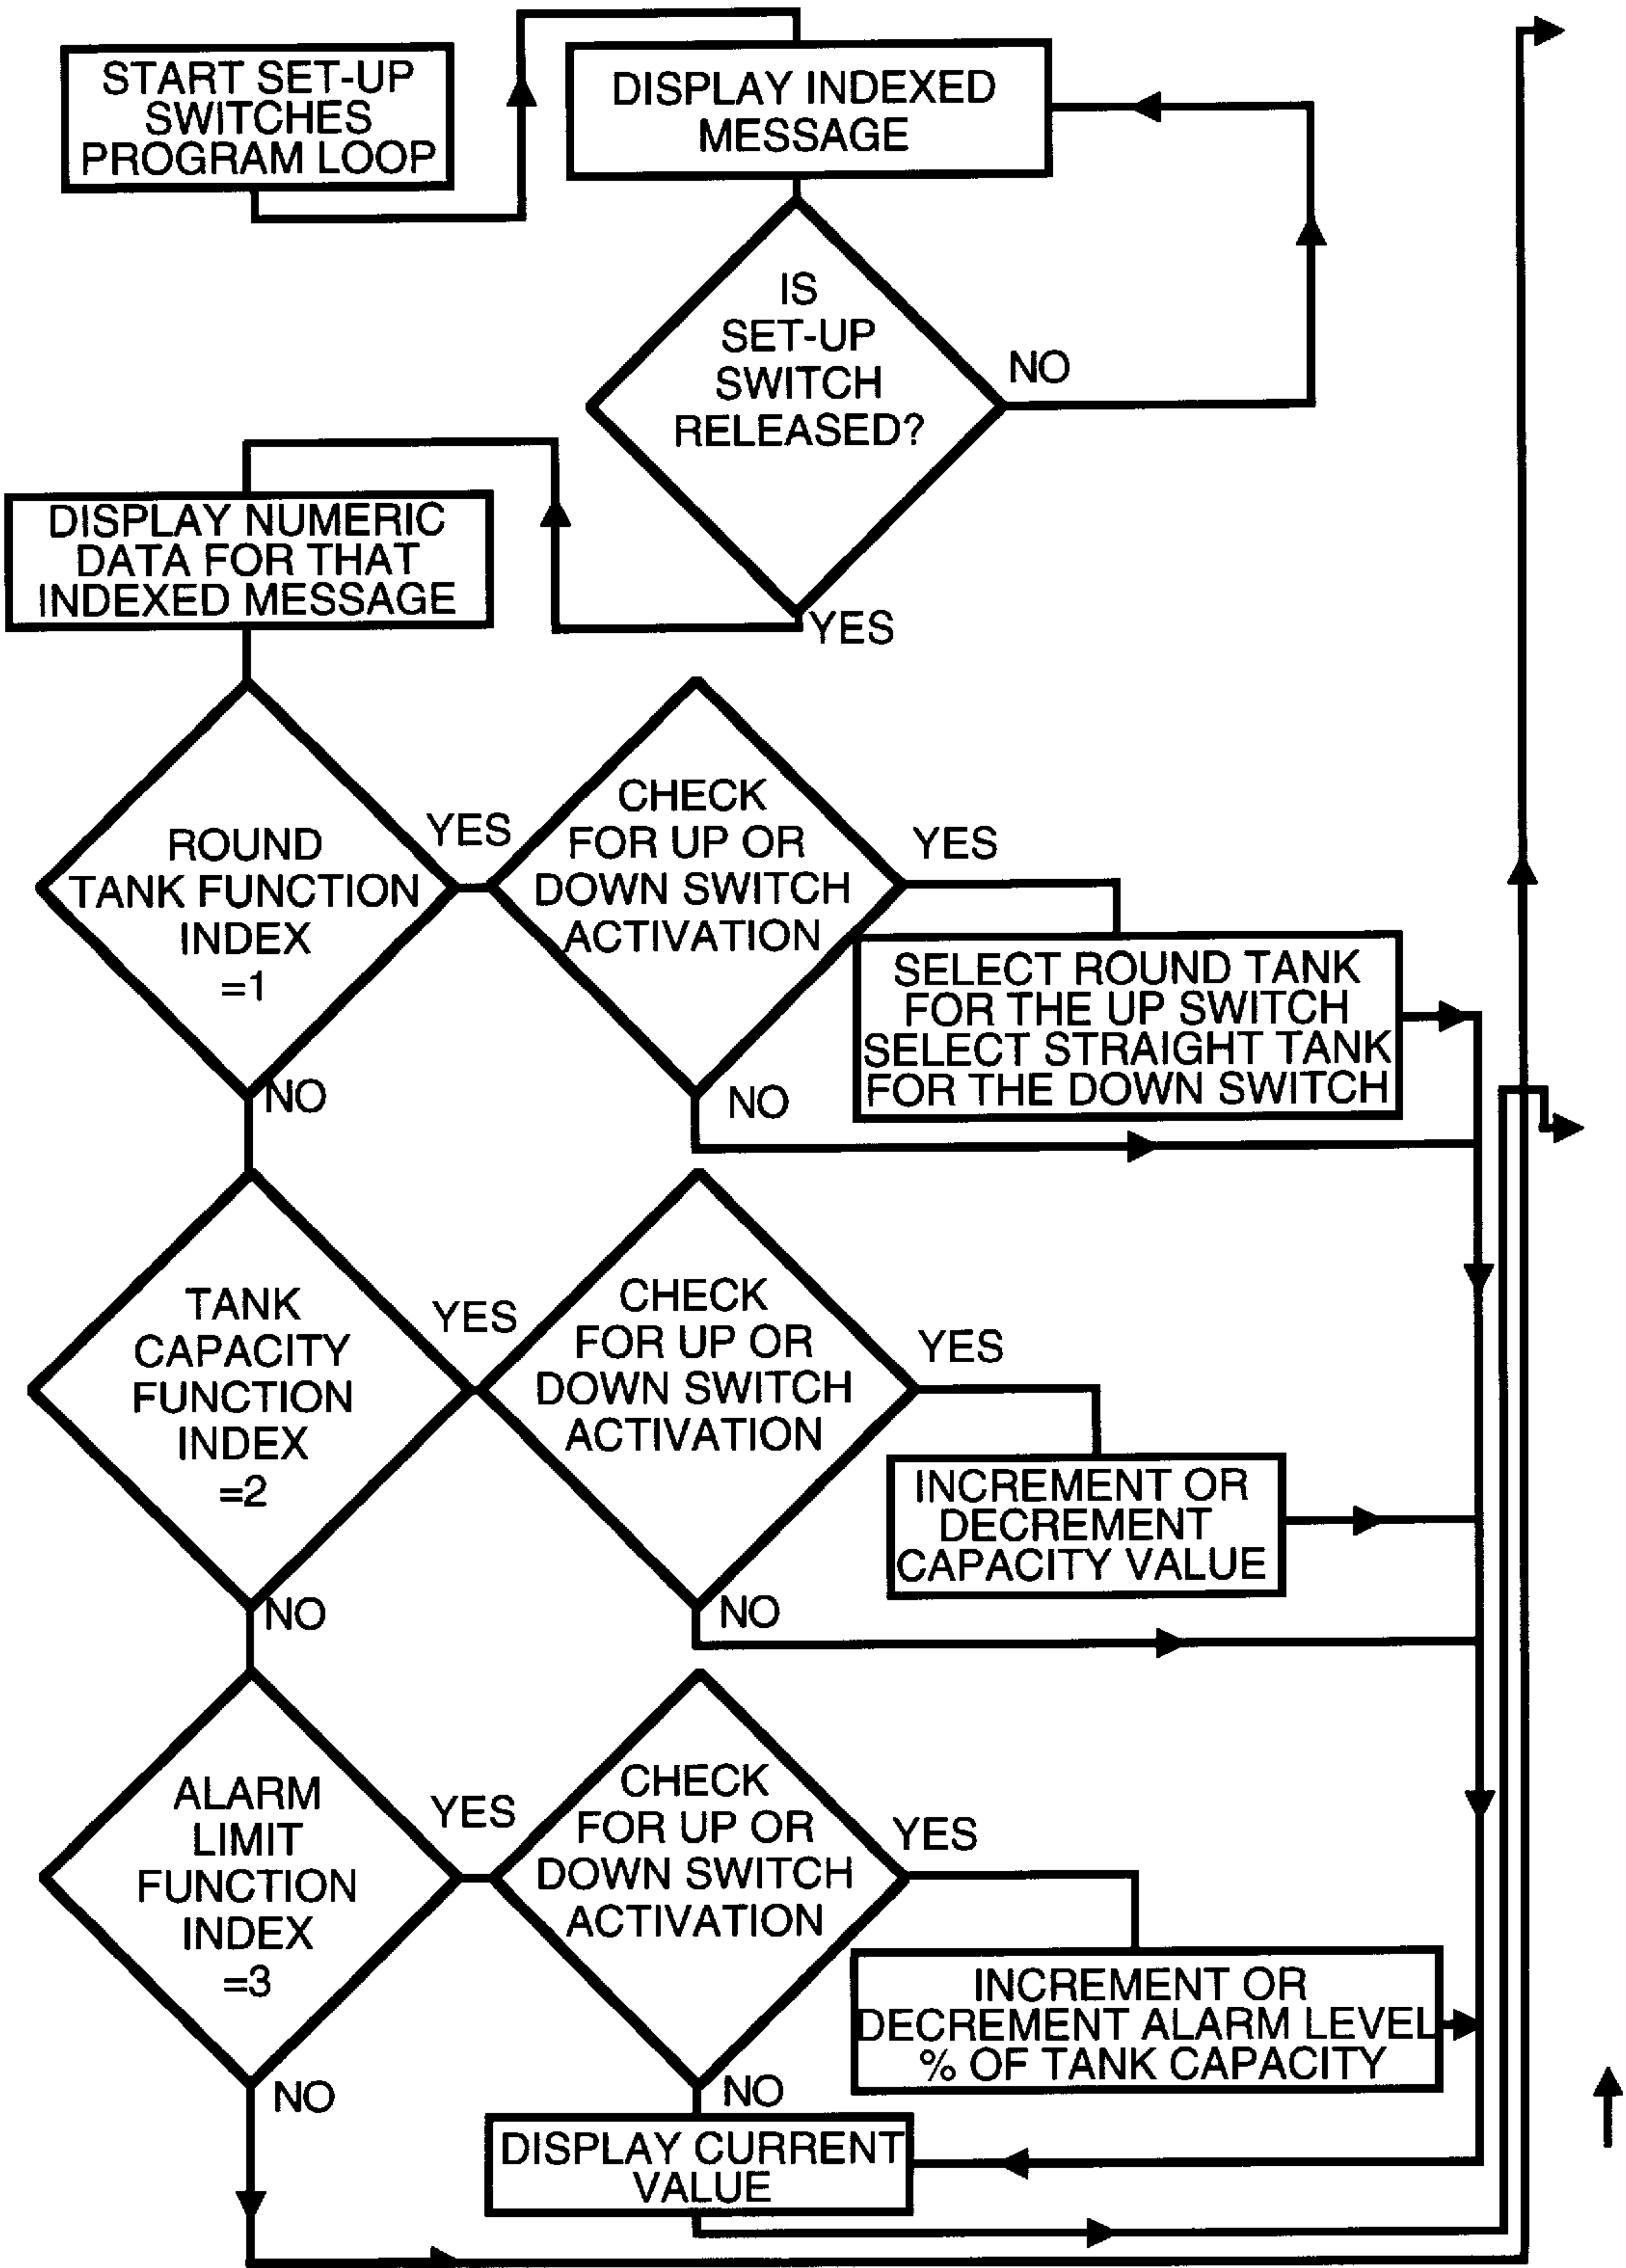 START SET-UP
SWITCHES
PROGRAM LOOP
DISPLAY INDEXED
MESSAGE
IS
SET-UP
SWITCH
RELEASED?
NO
YES
DISPLAY NUMERIC
DATA FOR THAT
INDEXED MESSAGE
ROUND
TANK FUNCTION
INDEX
=1
YES
NO
CHECK
FOR UP OR
DOWN SWITCH
ACTIVATION
YES
NO
SELECT ROUND TANK
FOR THE UP SWITCH
SELECT STRAIGHT TANK
FOR THE DOWN SWITCH
TANK
CAPACITY
FUNCTION
INDEX
=2
YES
NO
CHECK
FOR UP OR
DOWN SWITCH
ACTIVATION
YES
NO
INCREMENT OR
DECREMENT
CAPACITY VALUE
ALARM
LIMIT
FUNCTION
INDEX
=3
YES
NO
CHECK
FOR UP OR
DOWN SWITCH
ACTIVATION
YES
NO
INCREMENT OR
DECREMENT ALARM LEVEL
% OF TANK CAPACITY
DISPLAY CURRENT
VALUE